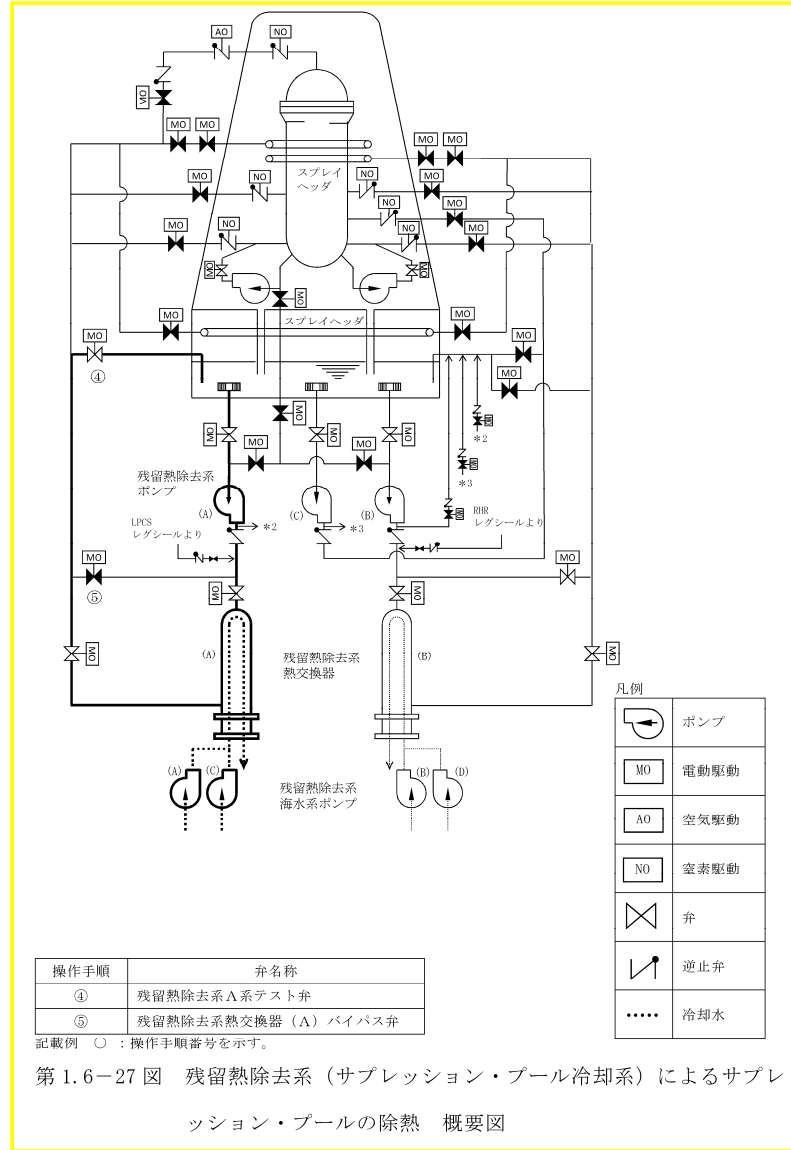 AO
NO
MO
MO
MO
MO
MO
スプレイ
ヘッダ
MO
NO
NO
MO
NO
MO
MO
NO
NO
MO
MO
MO
MO
スプレイヘッダ
MO
MO
MO
MO
④
MO
MO
MO
MO
MO
MO
MO
＊2
＊3
残留熱除去系
ポンプ
(A)
(C)
(B)
LPCS
レグシールより
＊2
＊3
RHR
レグシールより
MO
⑤
MO
MO
MO
MO
(A)
残留熱除去系
熱交換器
(B)
MO
(A)
(C)
残留熱除去系
海水系ポンプ
(B)
(D)
凡例
ポンプ
MO 電動駆動
AO 空気駆動
NO 窒素駆動
弁
逆止弁
冷却水
操作手順 弁名称
④ 残留熱除去系Ａ系テスト弁
⑤ 残留熱除去系熱交換器（Ａ）バイパス弁
記載例 ○ ：操作手順番号を示す。
第1.6－27図 残留熱除去系（サプレッション・プール冷却系）によるサプレ
ッション・プールの除熱 概要図